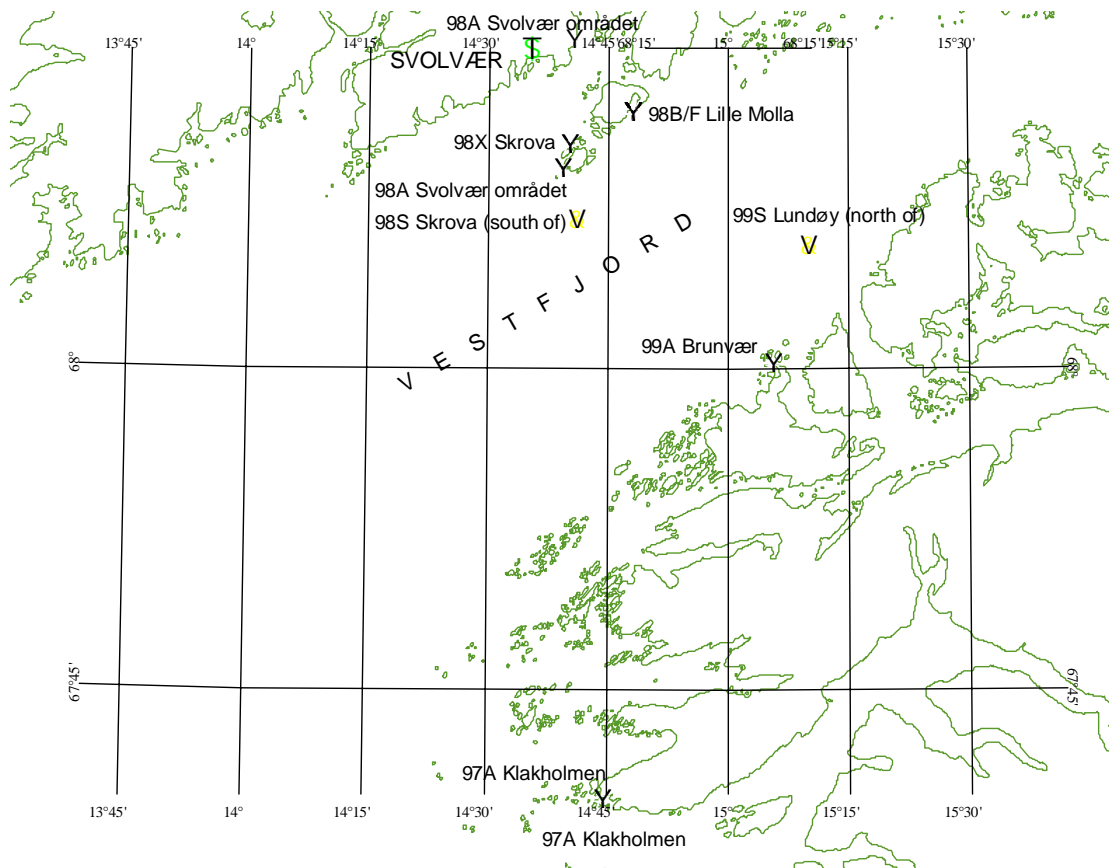 98A Svolvær området
13°45' 14° 14°15' 14°30' 14°45' 68°15' 15° 68°15' 15°15' 15°30'
T
S
Y
SVOLVÆR
Y 98B/F Lille Molla
98X Skrova Y
Y
98A Svolvær området
98S Skrova (south of) V
99S Lundøy (north of)
V
V E S T F J O R D
99A Brunvær
Y
68° 68°
67°45' 67°45'
97A Klakholmen
Y
13°45' 14° 14°15' 14°30' 14°45' 15° 15°15' 15°30'
97A Klakholmen